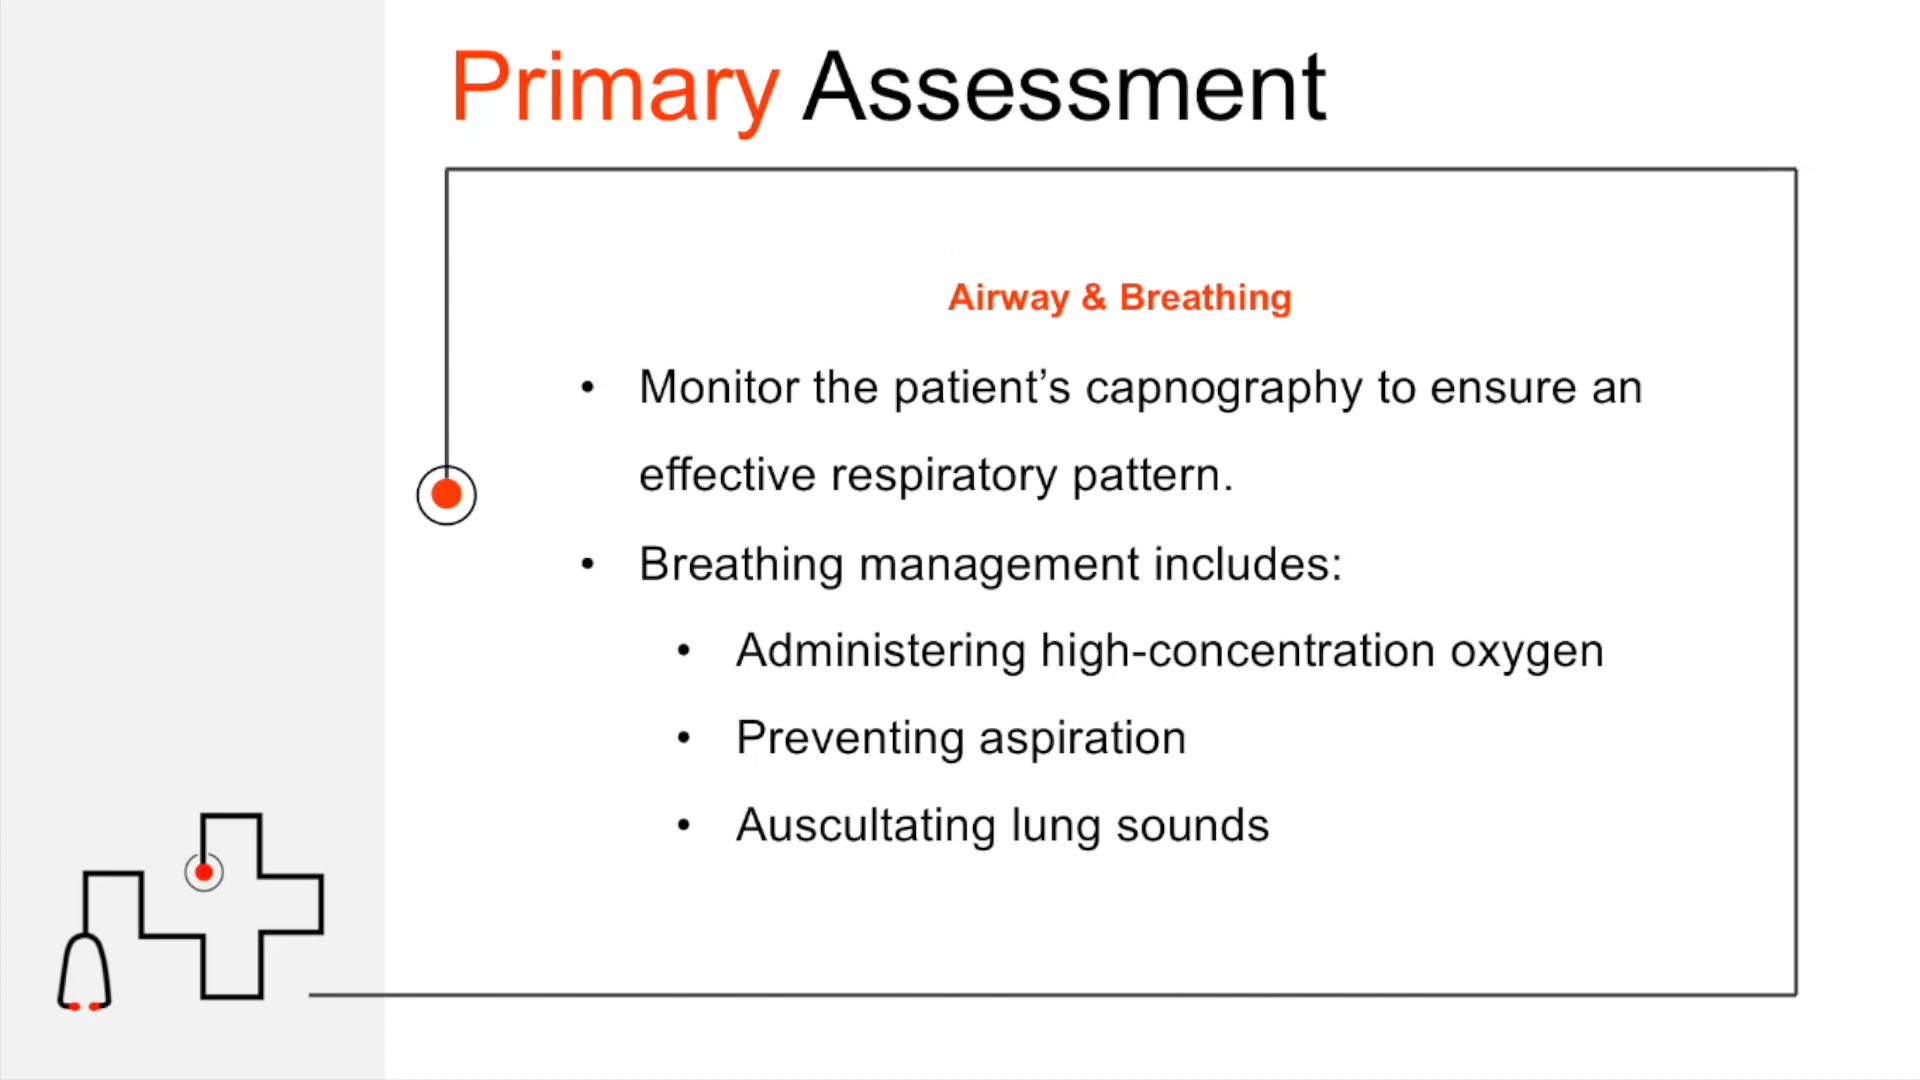 Primary Assessment
Airway & Breathing
• Monitor the patient’s capnography to ensure an
effective respiratory pattern.
• Breathing management includes:
• Administering high-concentration oxygen
• Preventing aspiration
• Auscultating lung sounds